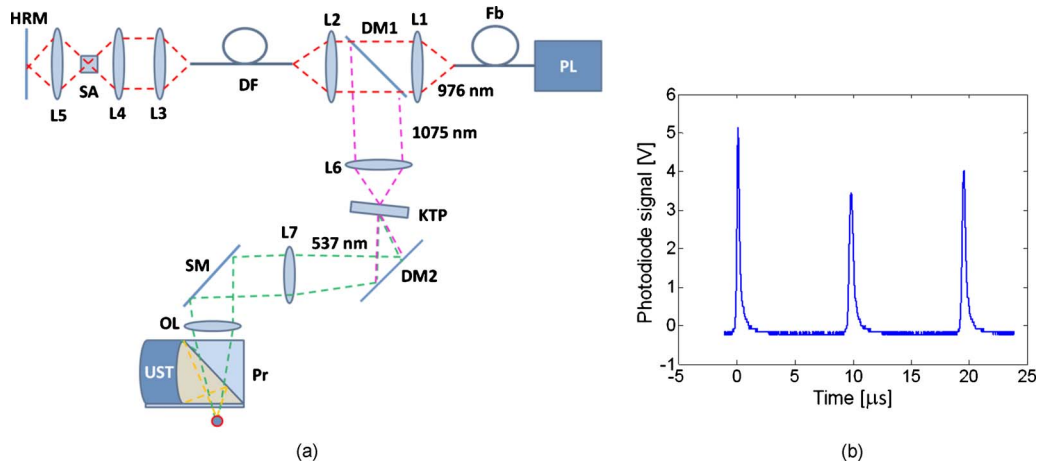 HRM
L5
SA
L4
L3
DF
L2
DM1
L1
Fb
PL
976 nm
1075 nm
L6
KTP
L7
537 nm
DM2
SM
OL
UST
Pr
(a)
Photodiode signal [V]
6
5
4
3
2
1
0
-1
-5
0
5
10
15
20
25
Time [μs]
(b)